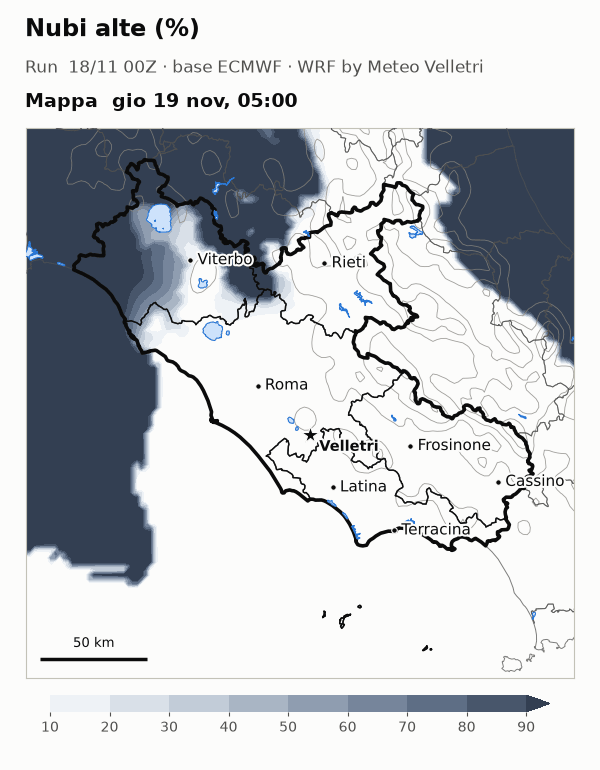 Nubi alte (%)
Run 18/11 00Z · base ECMWF · WRF by Meteo Velletri
Mappa gio 19 nov, 05:00
Viterbo
Rieti
Roma
Velletri
Frosinone
Latina
Cassino
Terracina
50 km
10 20 30 40 50 60 70 80 90